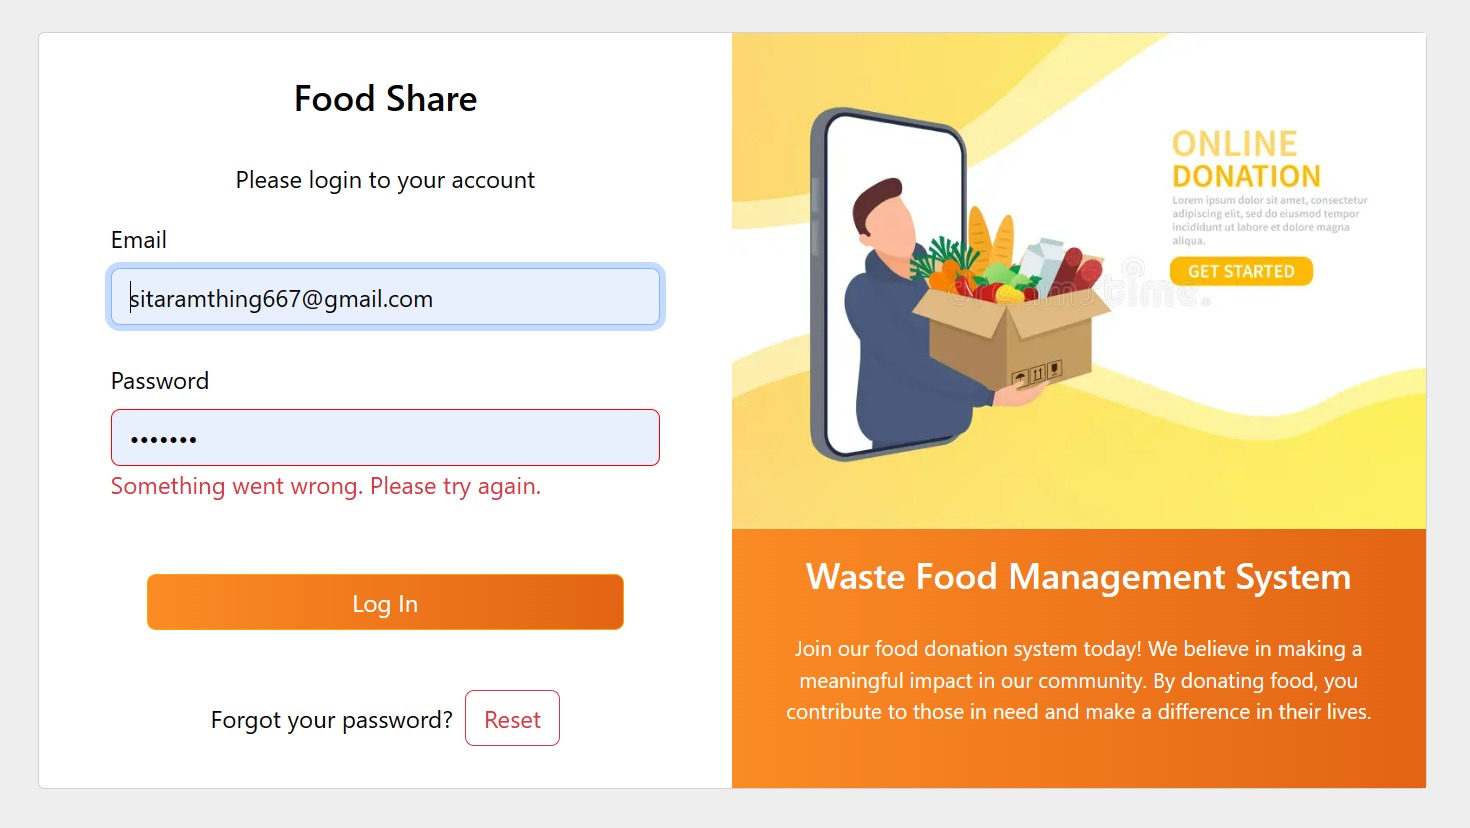 Food Share
Please login to your account
Email
sitaramthing667@gmail.com
Password
•••••••
Something went wrong. Please try again.
Log In
Forgot your password? Reset
ONLINE
DONATION
Lorem ipsum dolor sit amet, consectetur
adipiscing elit, sed do eiusmod tempor
incididunt ut labore et dolore magna
aliqua.
GET STARTED
dreamstime.
Waste Food Management System
Join our food donation system today! We believe in making a
meaningful impact in our community. By donating food, you
contribute to those in need and make a difference in their lives.